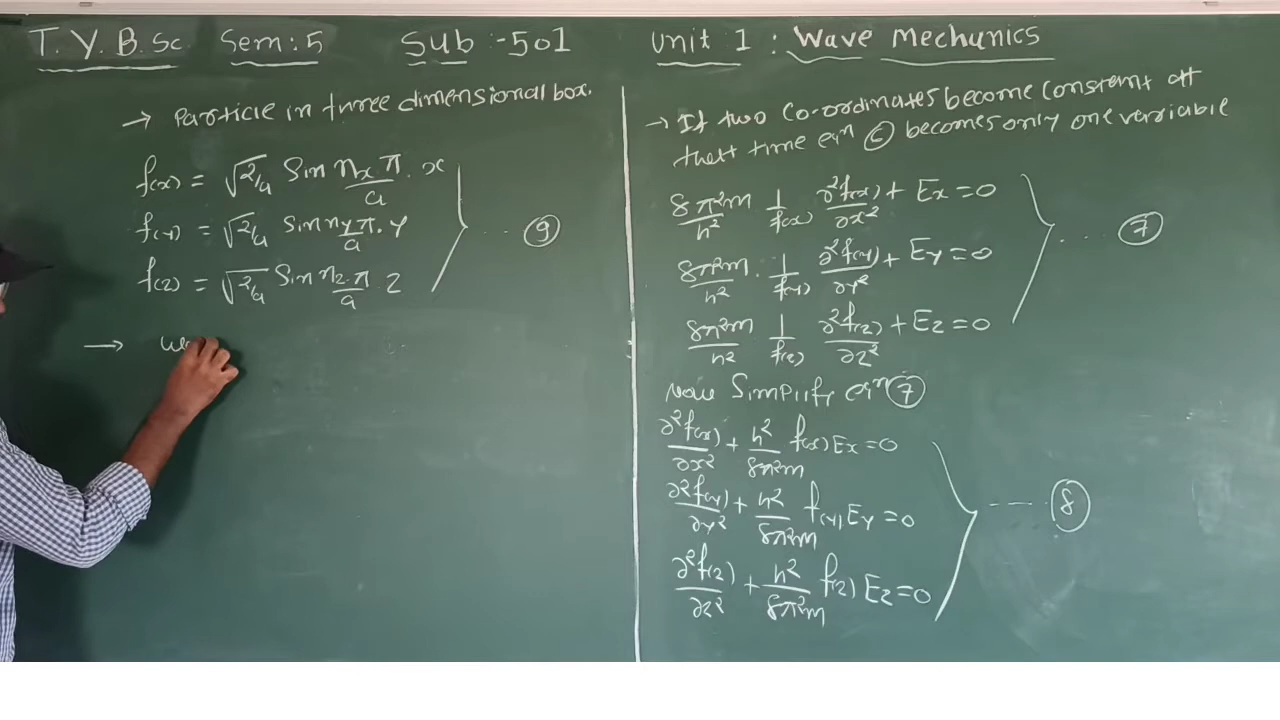 T. Y. B. Sc Sem: 5 Sub :-501 Unit 1 : Wave Mechanics
→ Particle in three dimensional box.
f(x) = √2/a Sin nx π/a . x
f(y) = √2/a Sin ny π/a . y
f(z) = √2/a Sin nz . π/a . z
... ⑨
→ we
→ If two Co-ordinates become Constant at
that time eqn ⑥ becomes only one variable
8π²m/h² 1/f(x) ∂²f(x)/∂x² + Ex = 0
8π²m/h² . 1/f(y) ∂²f(y)/∂y² + Ey = 0
8π²m/h² 1/f(z) ∂²f(z)/∂z² + Ez = 0
.... ⑦
Now Simplify eqn ⑦
∂²f(x)/∂x² + h²/8π²m f(x) Ex = 0
∂²f(y)/∂y² + h²/8π²m f(y) Ey = 0
∂²f(z)/∂z² + h²/8π²m f(z) Ez = 0
---- ⑧